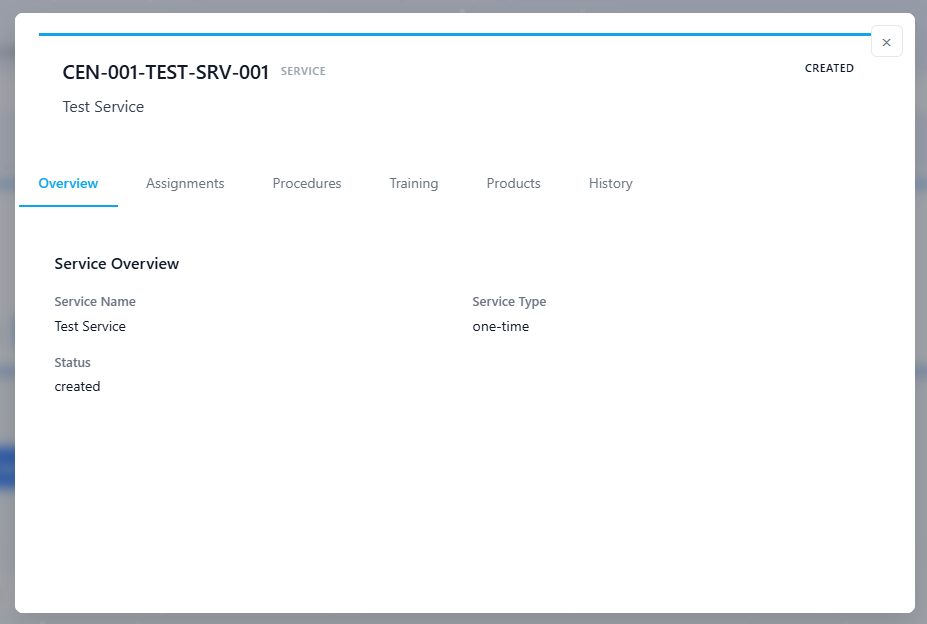 CEN-001-TEST-SRV-001 SERVICE
CREATED
×
Test Service
Overview Assignments Procedures Training Products History
Service Overview
Service Name Service Type
Test Service one-time
Status
created